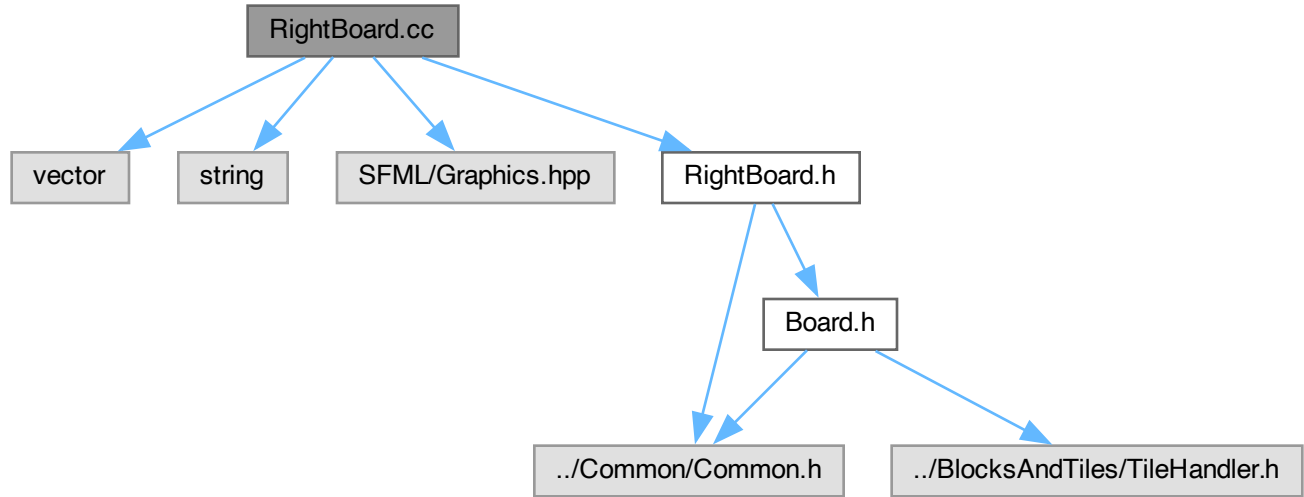 RightBoard.cc
vector
string
SFML/Graphics.hpp
RightBoard.h
Board.h
../Common/Common.h
../BlocksAndTiles/TileHandler.h